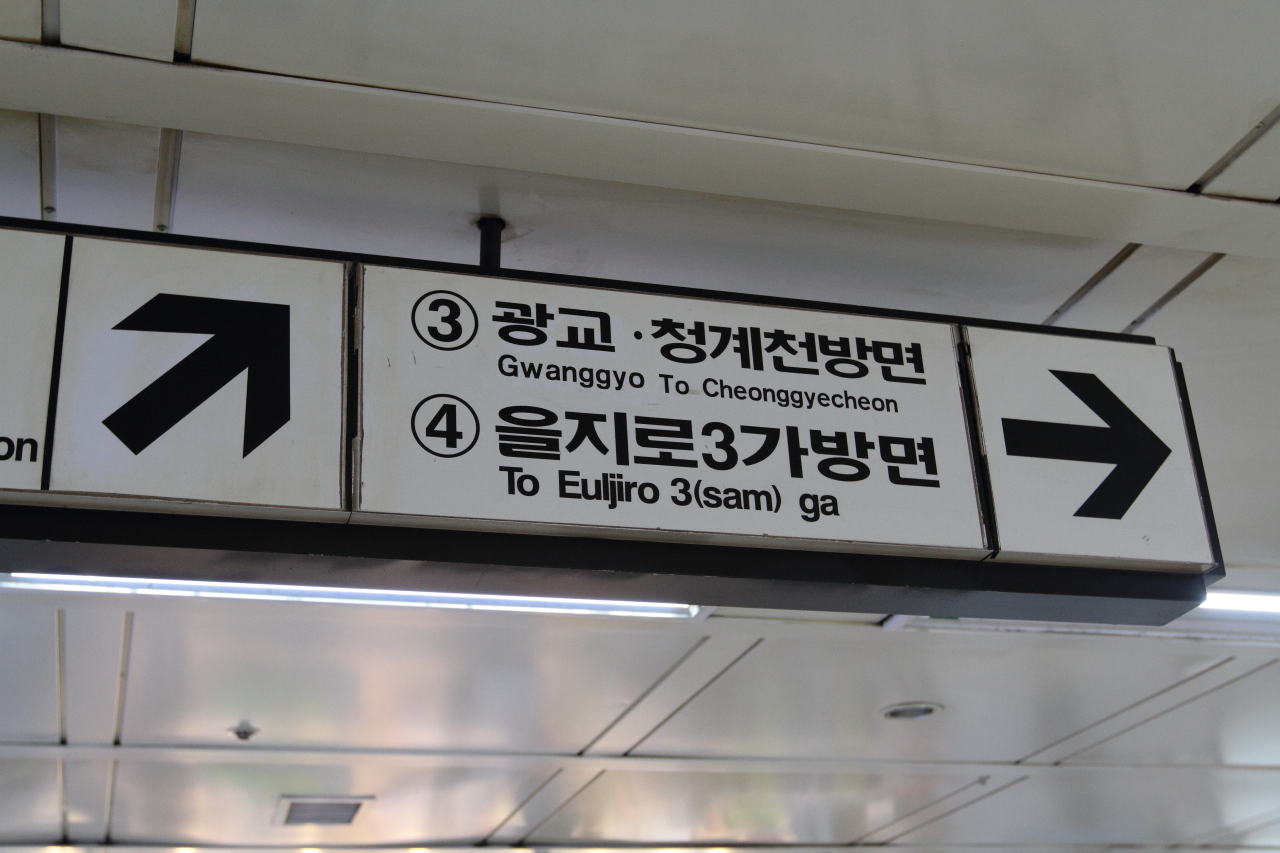 on
③ 광교 · 청계천방면
Gwanggyo To Cheonggyecheon
④ 을지로3가방면
To Euljiro 3(sam) ga